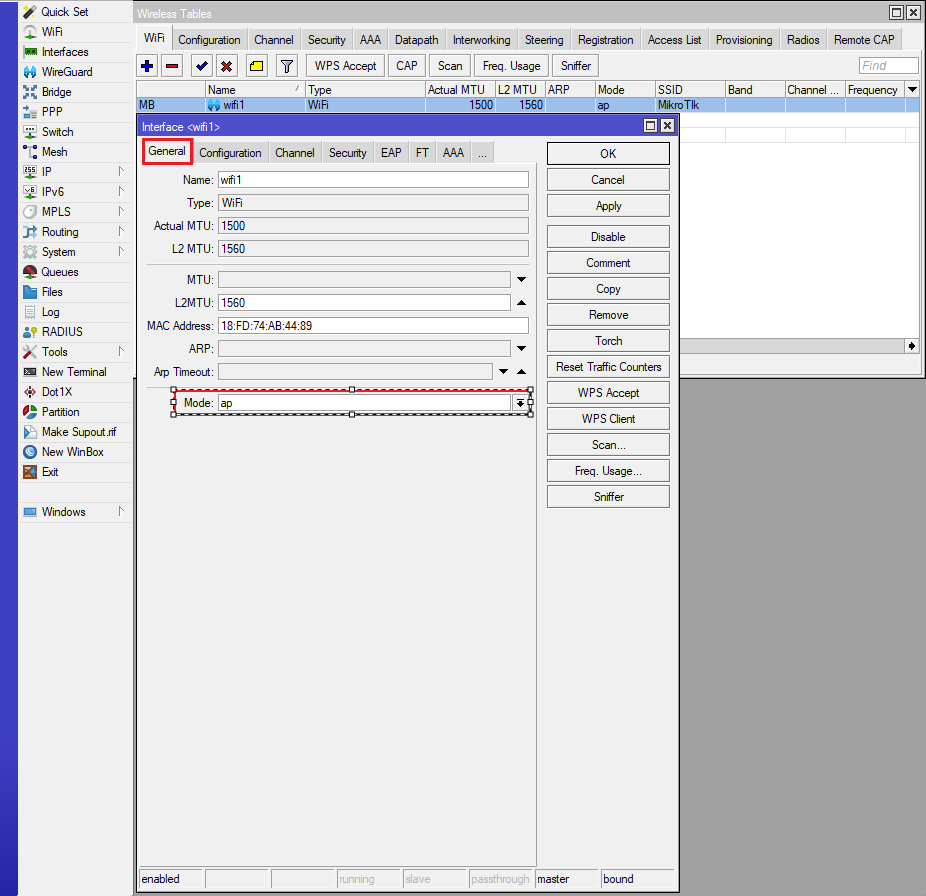 Quick Set
WiFi
Interfaces
WireGuard
Bridge
PPP
Switch
Mesh
IP
IPv6
MPLS
Routing
System
Queues
Files
Log
RADIUS
Tools
New Terminal
Dot1X
Partition
Make Supout.rif
New WinBox
Exit
Windows
Wireless Tables
WiFi Configuration Channel Security AAA Datapath Interworking Steering Registration Access List Provisioning Radios Remote CAP
WPS Accept CAP Scan Freq. Usage Sniffer Find
Name / Type Actual MTU L2 MTU ARP Mode SSID Band Channel ... Frequency
MB wifi1 WiFi 1500 1560 ap MikroTIk
Interface <wifi1>
General Configuration Channel Security EAP FT AAA ...
Name: wifi1
Type: WiFi
Actual MTU: 1500
L2 MTU: 1560
MTU:
L2MTU: 1560
MAC Address: 18:FD:74:AB:44:89
ARP:
Arp Timeout:
Mode: ap
OK
Cancel
Apply
Disable
Comment
Copy
Remove
Torch
Reset Traffic Counters
WPS Accept
WPS Client
Scan...
Freq. Usage...
Sniffer
enabled running slave passthrough master bound